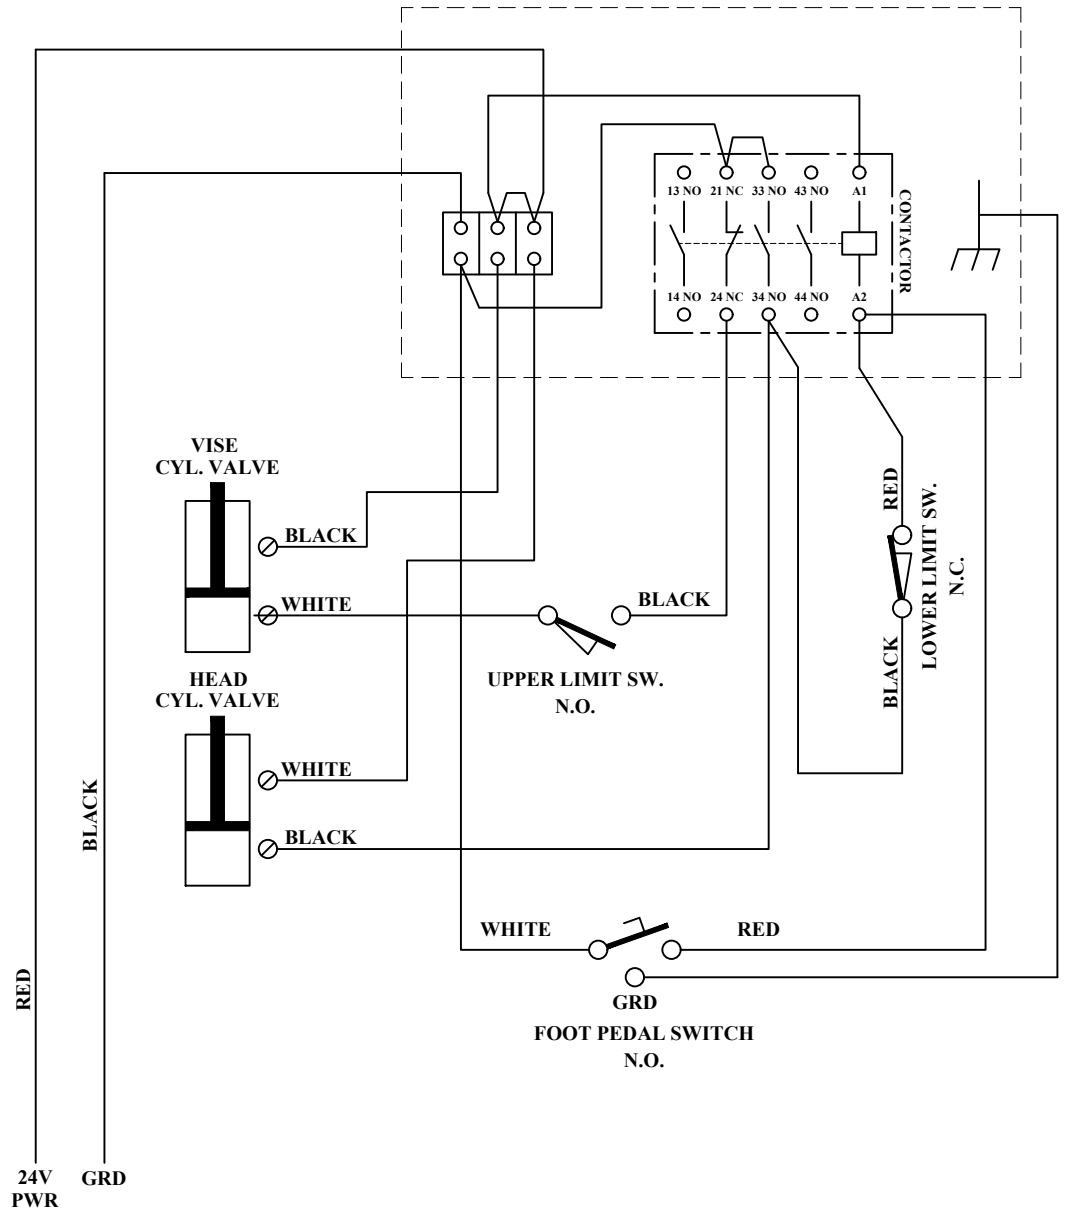 13 NO 21 NC 33 NO 43 NO A1
CONTACTOR
14 NO 24 NC 34 NO 44 NO A2
VISE
CYL. VALVE
BLACK
WHITE
BLACK
UPPER LIMIT SW.
N.O.
RED
LOWER LIMIT SW.
N.C.
BLACK
HEAD
CYL. VALVE
WHITE
BLACK
BLACK
RED
WHITE
RED
GRD
FOOT PEDAL SWITCH
N.O.
24V
PWR
GRD